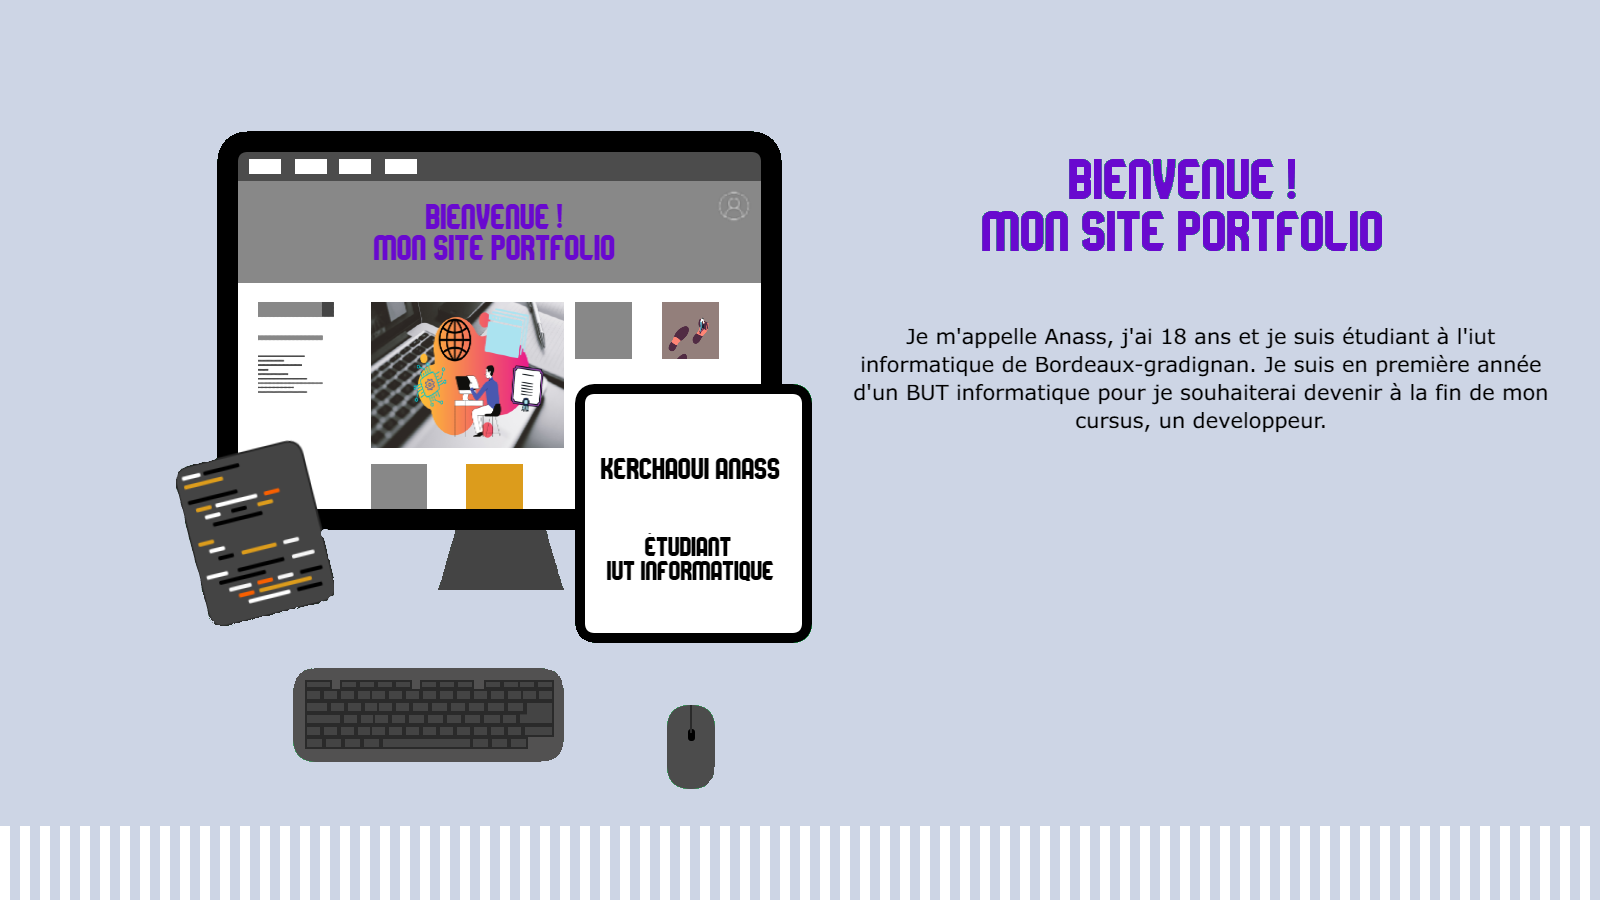 BIENVENUE !
MON SITE PORTFOLIO
KERCHAOUI ANASS
ÉTUDIANT
IUT INFORMATIQUE
BIENVENUE !
MON SITE PORTFOLIO
Je m'appelle Anass, j'ai 18 ans et je suis étudiant à l'iut
informatique de Bordeaux-gradignan. Je suis en première année
d'un BUT informatique pour je souhaiterai devenir à la fin de mon
cursus, un developpeur.